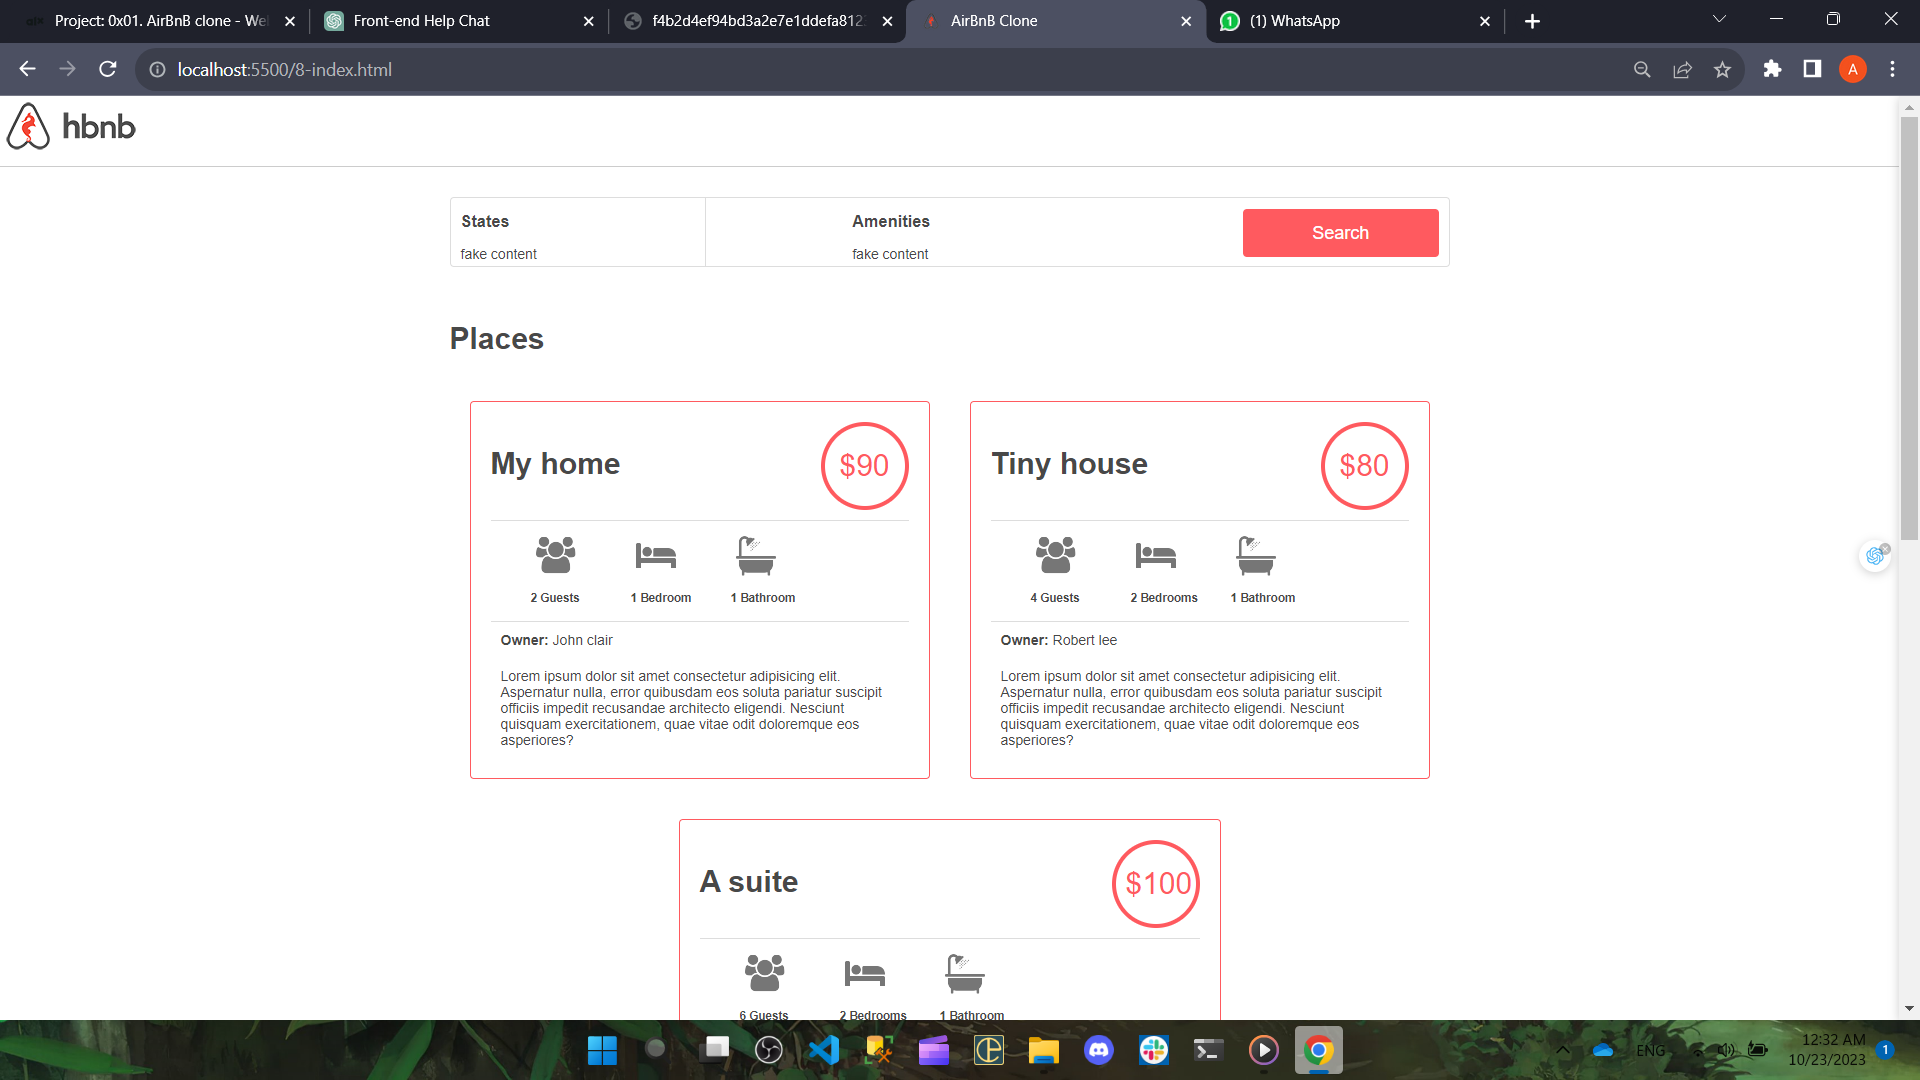 Project: 0x01. AirBnB clone - We
Front-end Help Chat
f4b2d4ef94bd3a2e7e1ddefa812
AirBnB Clone
(1) WhatsApp
localhost:5500/8-index.html
A
hbnb
States
Amenities
Search
fake content
fake content
Places
My home
$90
Tiny house
$80
2 Guests
1 Bedroom
1 Bathroom
4 Guests
2 Bedrooms
1 Bathroom
Owner: John clair
Owner: Robert lee
Lorem ipsum dolor sit amet consectetur adipisicing elit.
Aspernatur nulla, error quibusdam eos soluta pariatur suscipit
officiis impedit recusandae architecto eligendi. Nesciunt
quisquam exercitationem, quae vitae odit doloremque eos
asperiores?
Lorem ipsum dolor sit amet consectetur adipisicing elit.
Aspernatur nulla, error quibusdam eos soluta pariatur suscipit
officiis impedit recusandae architecto eligendi. Nesciunt
quisquam exercitationem, quae vitae odit doloremque eos
asperiores?
A suite
$100
6 Guests
2 Bedrooms
1 Bathroom
ENG
12:32 AM
10/23/2023
1